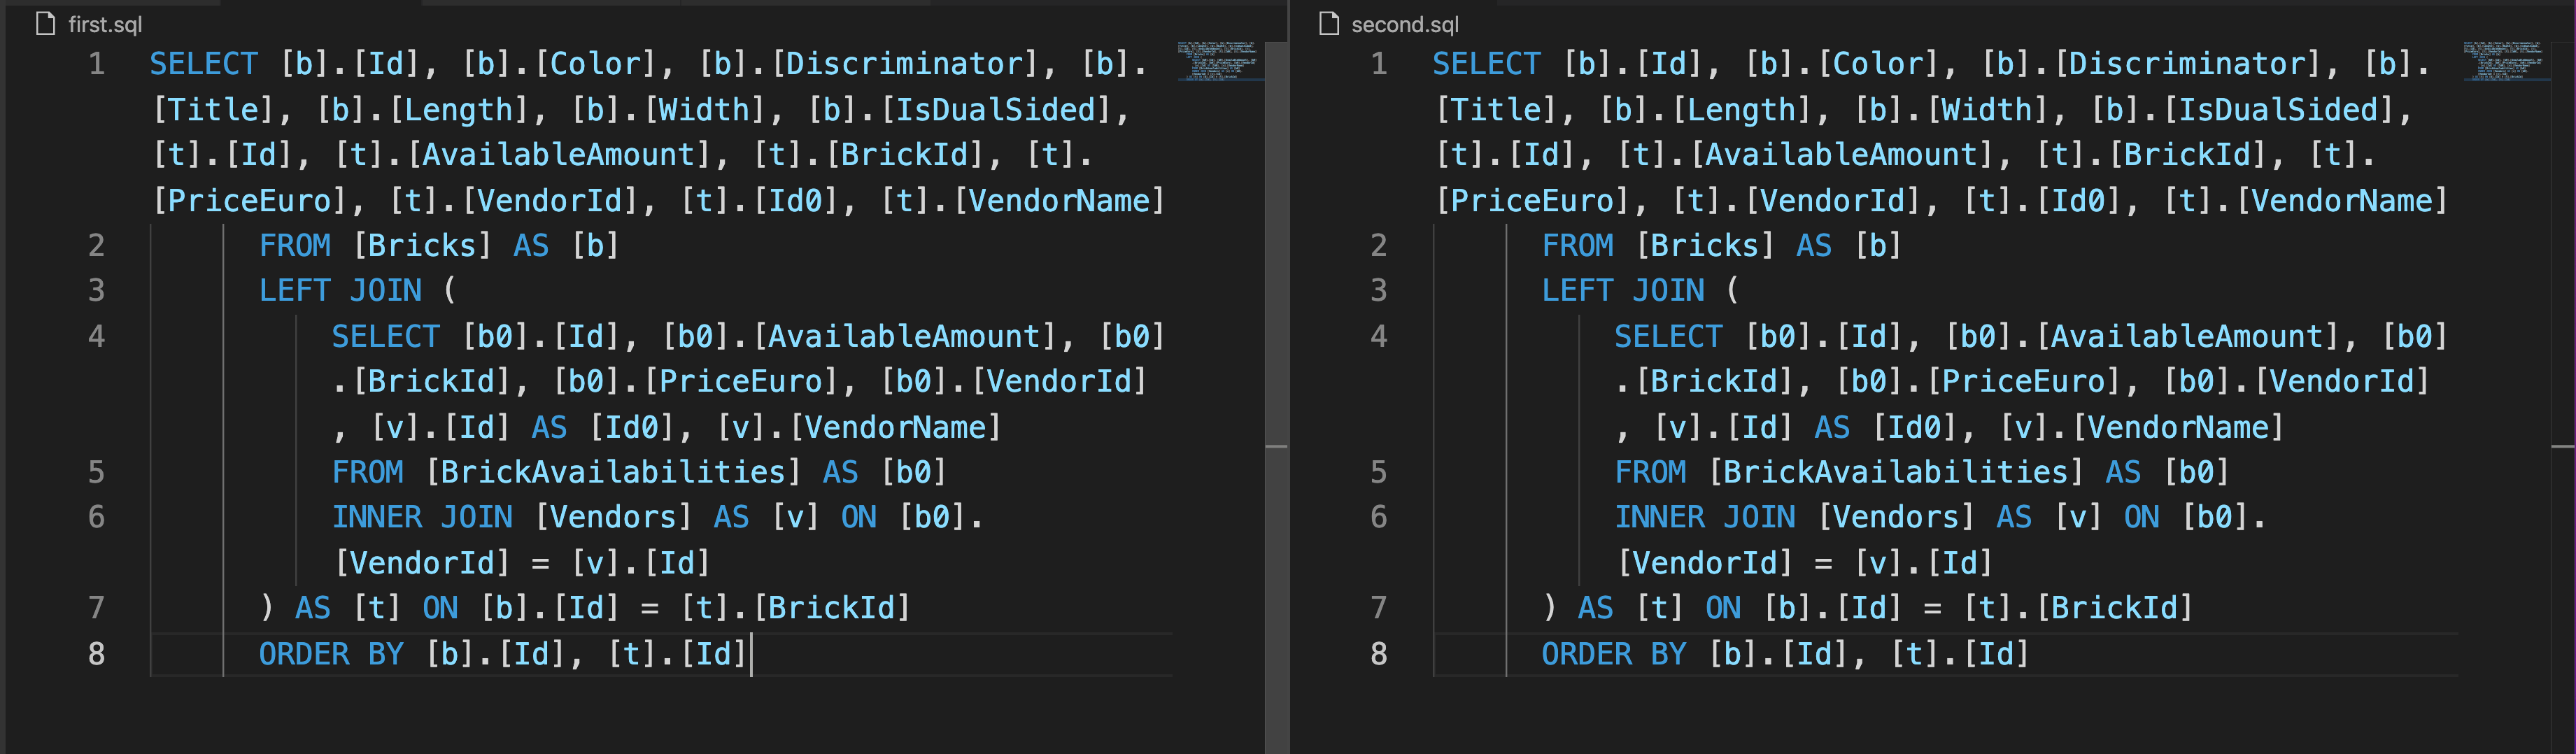 first.sql
1 SELECT [b].[Id], [b].[Color], [b].[Discriminator], [b].
[Title], [b].[Length], [b].[Width], [b].[IsDualSided],
[t].[Id], [t].[AvailableAmount], [t].[BrickId], [t].
[PriceEuro], [t].[VendorId], [t].[Id0], [t].[VendorName]
2 FROM [Bricks] AS [b]
3 LEFT JOIN (
4 SELECT [b0].[Id], [b0].[AvailableAmount], [b0]
.[BrickId], [b0].[PriceEuro], [b0].[VendorId]
, [v].[Id] AS [Id0], [v].[VendorName]
5 FROM [BrickAvailabilities] AS [b0]
6 INNER JOIN [Vendors] AS [v] ON [b0].
[VendorId] = [v].[Id]
7 ) AS [t] ON [b].[Id] = [t].[BrickId]
8 ORDER BY [b].[Id], [t].[Id]
second.sql
1 SELECT [b].[Id], [b].[Color], [b].[Discriminator], [b].
[Title], [b].[Length], [b].[Width], [b].[IsDualSided],
[t].[Id], [t].[AvailableAmount], [t].[BrickId], [t].
[PriceEuro], [t].[VendorId], [t].[Id0], [t].[VendorName]
2 FROM [Bricks] AS [b]
3 LEFT JOIN (
4 SELECT [b0].[Id], [b0].[AvailableAmount], [b0]
.[BrickId], [b0].[PriceEuro], [b0].[VendorId]
, [v].[Id] AS [Id0], [v].[VendorName]
5 FROM [BrickAvailabilities] AS [b0]
6 INNER JOIN [Vendors] AS [v] ON [b0].
[VendorId] = [v].[Id]
7 ) AS [t] ON [b].[Id] = [t].[BrickId]
8 ORDER BY [b].[Id], [t].[Id]